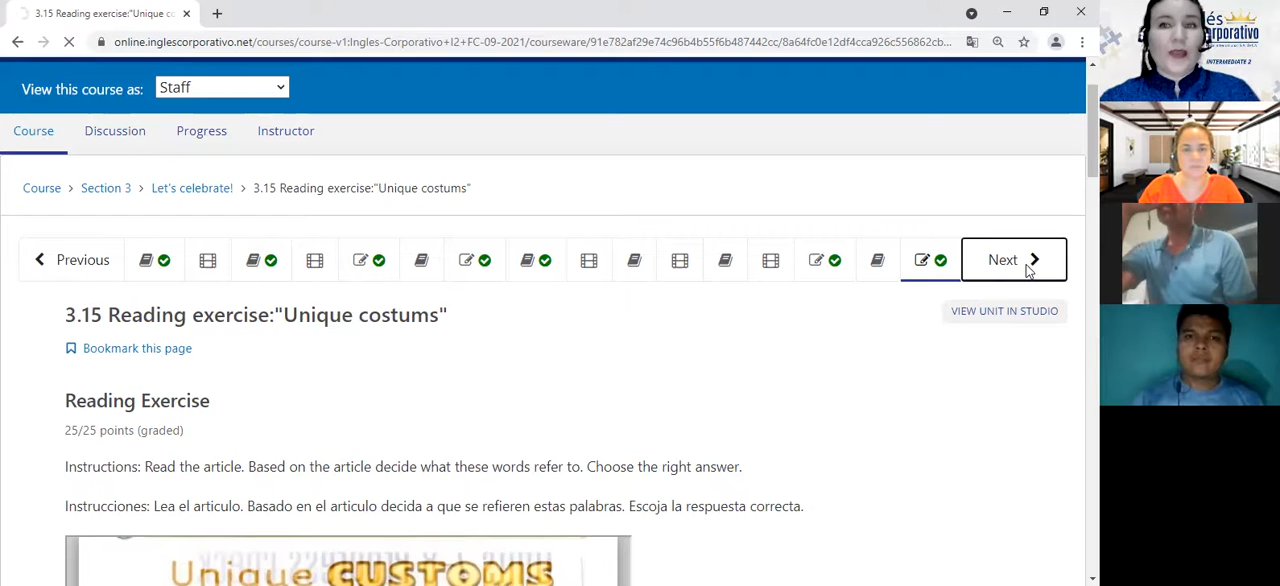 3.15 Reading exercise:"Unique co
online.inglescorporativo.net/courses/course-v1:Ingles-Corporativo+I2+FC-09-2021/courseware/91e782af29e74c96b4b55f6b487442cc/8a64fc0e12df4cca926c556862cb...
View this course as:
Staff
Course
Discussion
Progress
Instructor
Course > Section 3 > Let's celebrate! > 3.15 Reading exercise:"Unique costums"
Previous
Next
3.15 Reading exercise:"Unique costums"
VIEW UNIT IN STUDIO
Bookmark this page
Reading Exercise
25/25 points (graded)
Instructions: Read the article. Based on the article decide what these words refer to. Choose the right answer.
Instrucciones: Lea el articulo. Basado en el articulo decida a que se refieren estas palabras. Escoja la respuesta correcta.
Unique CUSTOMS
INTERMEDIATE 2